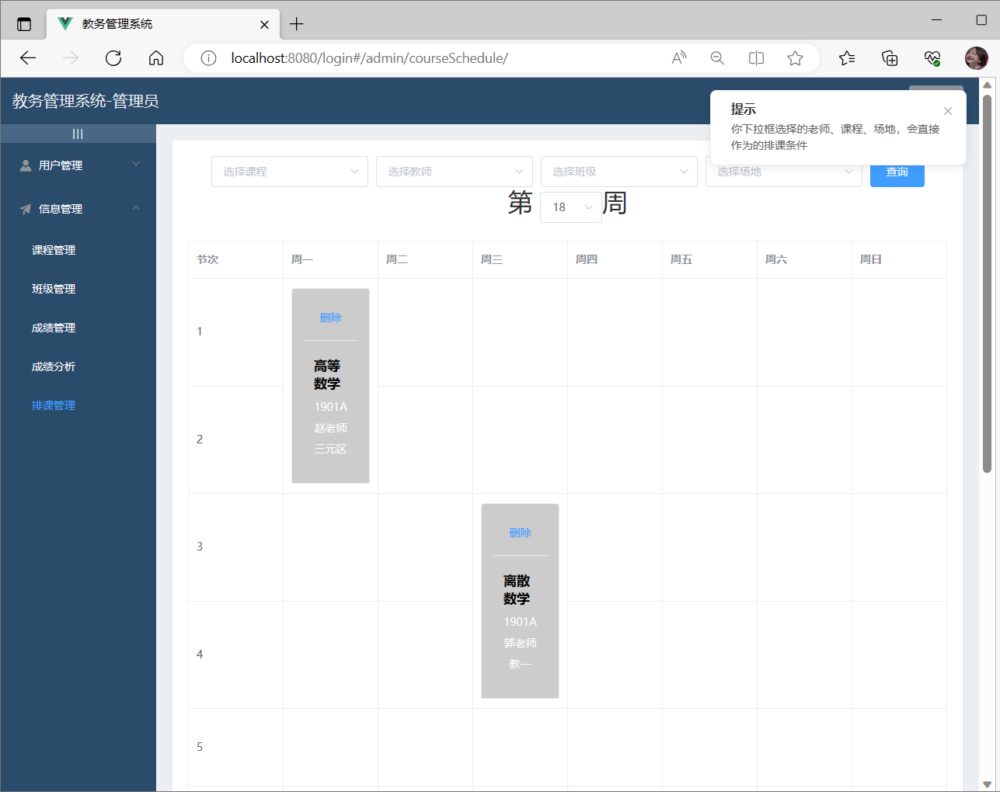 教务管理系统
localhost:8080/login#/admin/courseSchedule/
教务管理系统-管理员
提示
你下拉框选择的老师、课程、场地，会直接
作为的排课条件
|||
用户管理
信息管理
课程管理
班级管理
成绩管理
成绩分析
排课管理
选择课程
选择教师
选择班级
选择场地
查询
第 18 周
节次 周一 周二 周三 周四 周五 周六 周日
1
删除
高等
数学
1901A
赵老师
三元区
2
3
删除
离散
数学
1901A
郭老师
教一
4
5